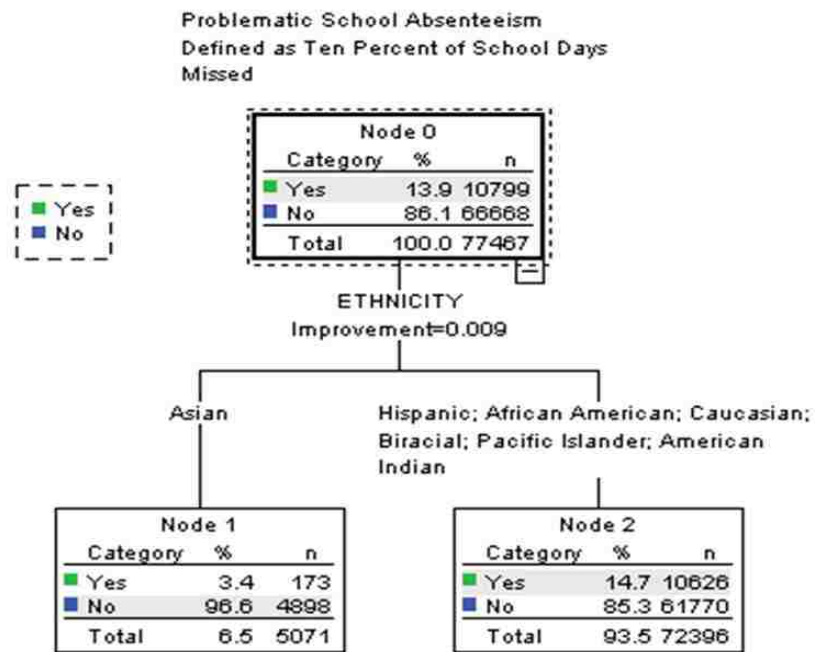 Problematic School Absenteeism
Defined as Ten Percent of School Days
Missed
Node 0
Category % n
Yes 13.9 10799
No 86.1 66668
Total 100.0 77467
Yes
No
ETHNICITY
Improvement=0.009
Asian
Hispanic; African American; Caucasian;
Biracial; Pacific Islander; American
Indian
Node 1
Category % n
Yes 3.4 173
No 96.6 4898
Total 6.5 5071
Node 2
Category % n
Yes 14.7 10626
No 85.3 61770
Total 93.5 72396